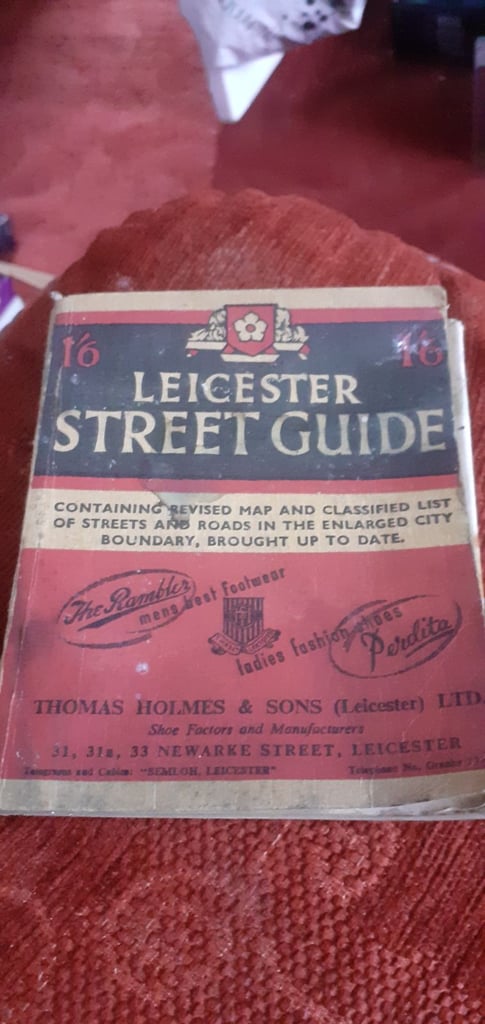 1'6 1'6
LEICESTER
STREET GUIDE
CONTAINING REVISED MAP AND CLASSIFIED LIST
OF STREETS AND ROADS IN THE ENLARGED CITY
BOUNDARY, BROUGHT UP TO DATE.
The Rambler
mens best footwear
ladies fashion shoes
Perdita
THOMAS HOLMES & SONS (Leicester) LTD.
Shoe Factors and Manufacturers
31, 31a, 33 NEWARKE STREET, LEICESTER
Telegrams and Cables: "SEMLOH, LEICESTER" Telephone No. Granby